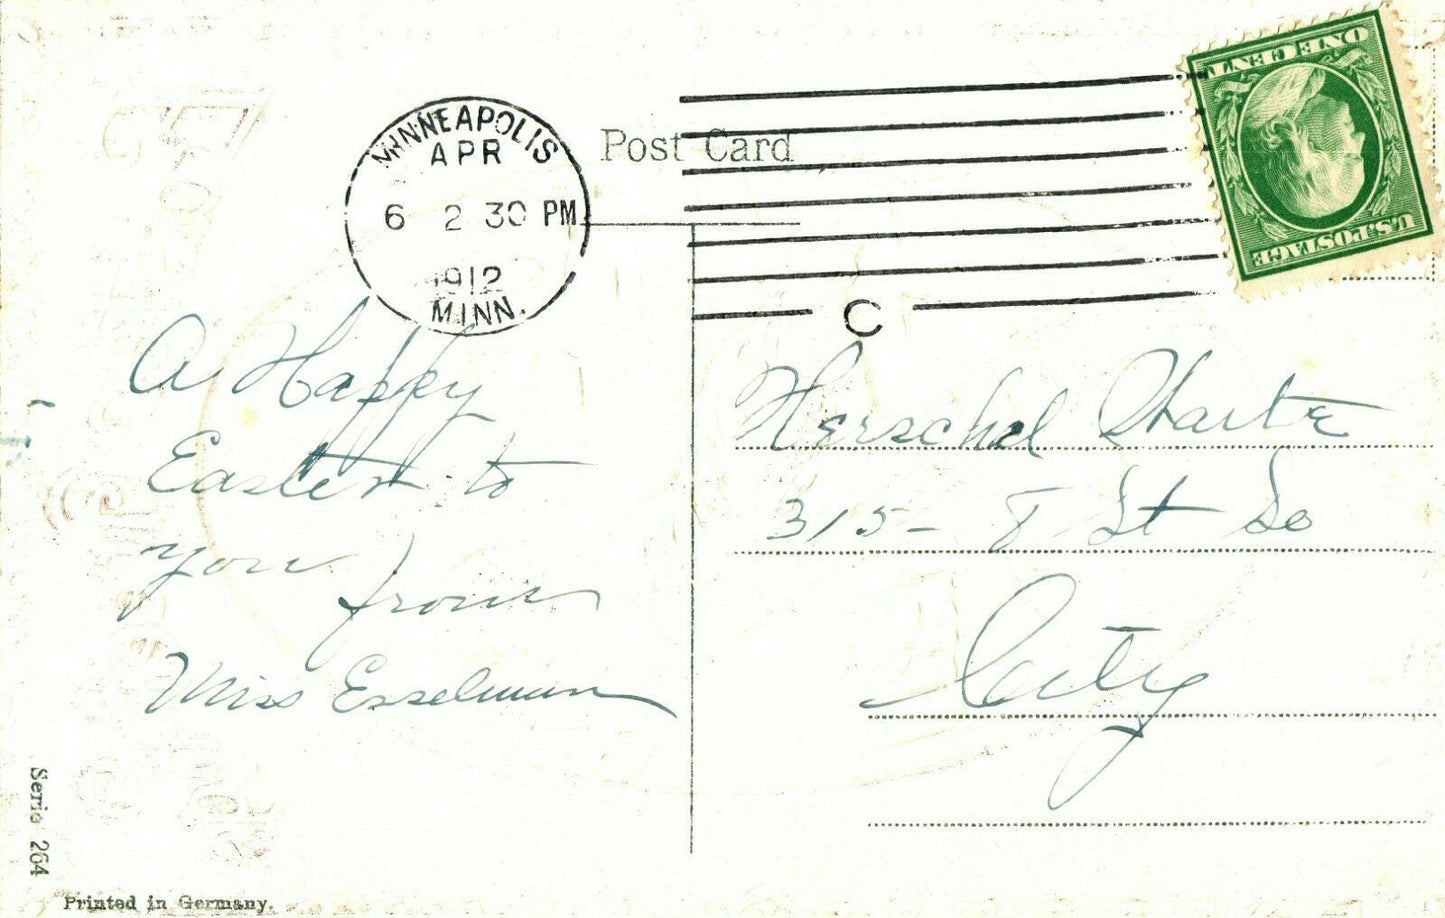 Post Card
MINNEAPOLIS
APR
6 2 30 PM
1912
MINN.
C
ONE CENT
U.S. POSTAGE
A Happy
Easter to
you from
Miss Esselman
Herschel
315- 8 St So
City
Serie 264
Printed in Germany.